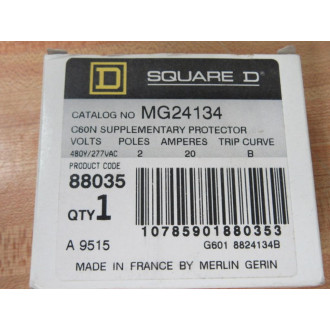 D SQUARE D
CATALOG NO MG24134
C60N SUPPLEMENTARY PROTECTOR
VOLTS POLES AMPERES TRIP CURVE
480Y/277VAC 2 20 B
PRODUCT CODE
88035
QTY 1
10785901880353
A 9515 G601 8824134B
MADE IN FRANCE BY MERLIN GERIN